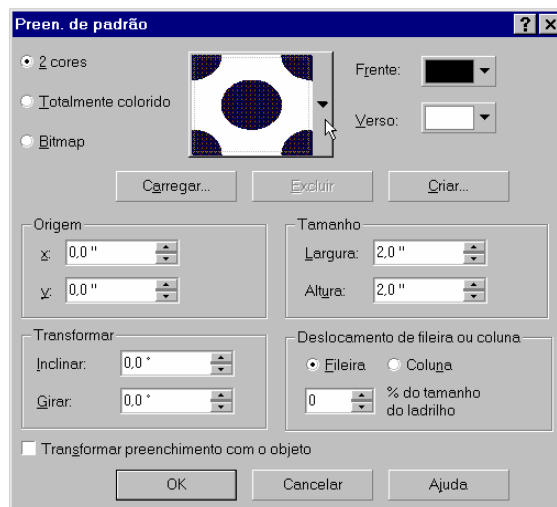 Preen. de padrão
2 cores
Totalmente colorido
Bitmap
Frente:
Verso:
Carregar...
Excluir
Criar...
Origem
x: 0,0 "
y: 0,0 "
Tamanho
Largura: 2,0 "
Altura: 2,0 "
Transformar
Inclinar: 0,0 °
Girar: 0,0 °
Deslocamento de fileira ou coluna
Fileira
Coluna
0
% do tamanho
do ladrilho
Transformar preenchimento com o objeto
OK
Cancelar
Ajuda